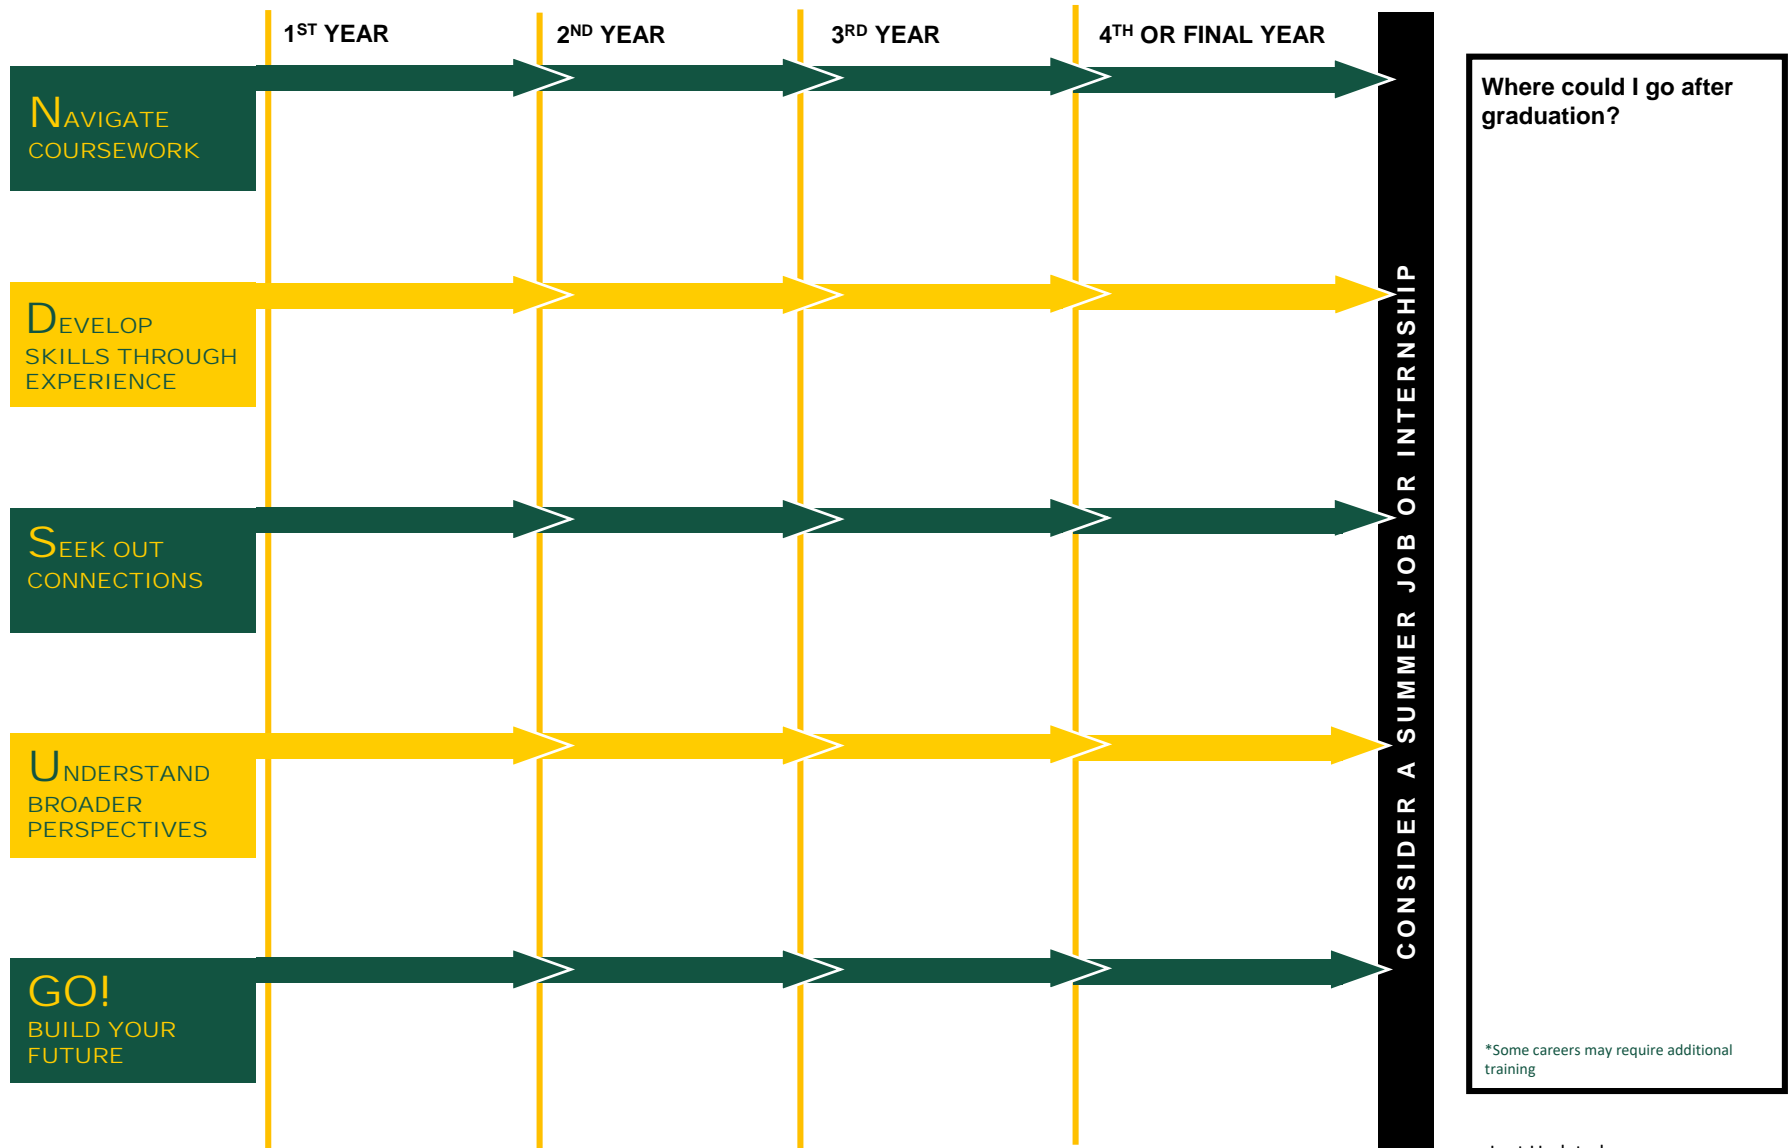 1ST YEAR
2ND YEAR
3RD YEAR
4TH OR FINAL YEAR
NAVIGATE
COURSEWORK
DEVELOP
SKILLS THROUGH
EXPERIENCE
SEEK OUT
CONNECTIONS
UNDERSTAND
BROADER
PERSPECTIVES
GO!
BUILD YOUR
FUTURE
CONSIDER A SUMMER JOB OR INTERNSHIP
Where could I go after
graduation?
*Some careers may require additional
training